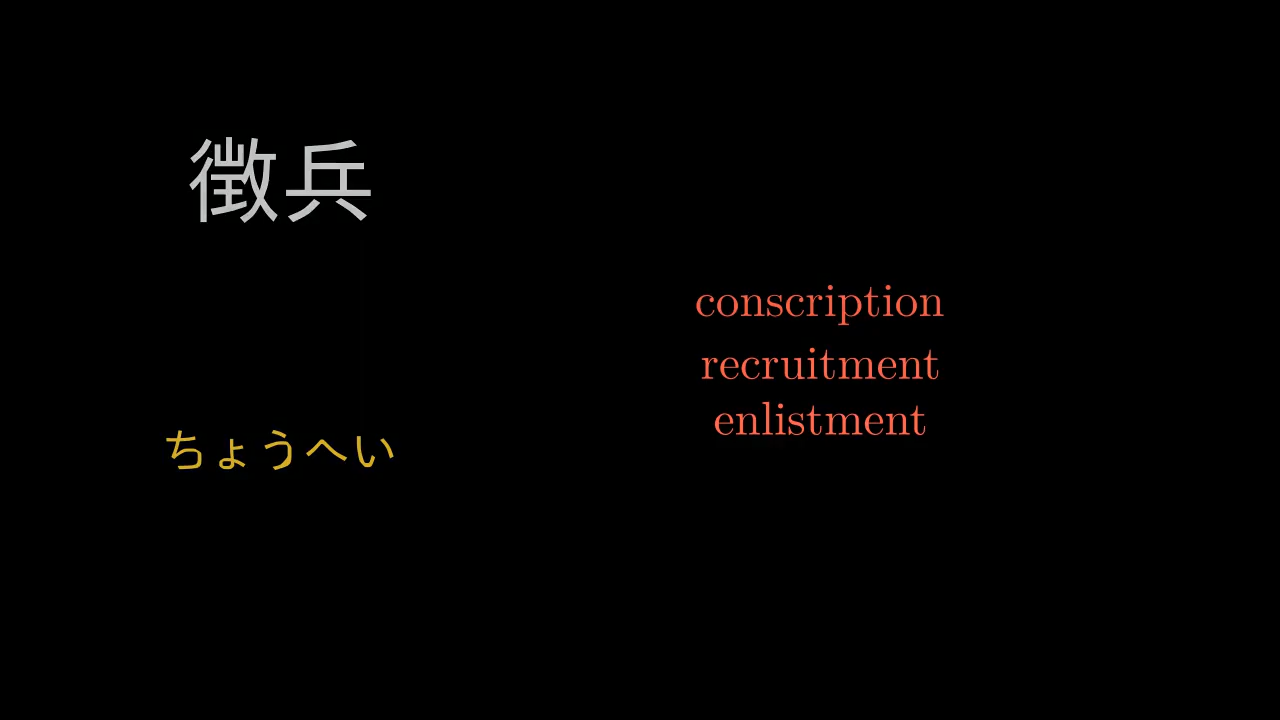 徴兵
ちょうへい
conscription
recruitment
enlistment